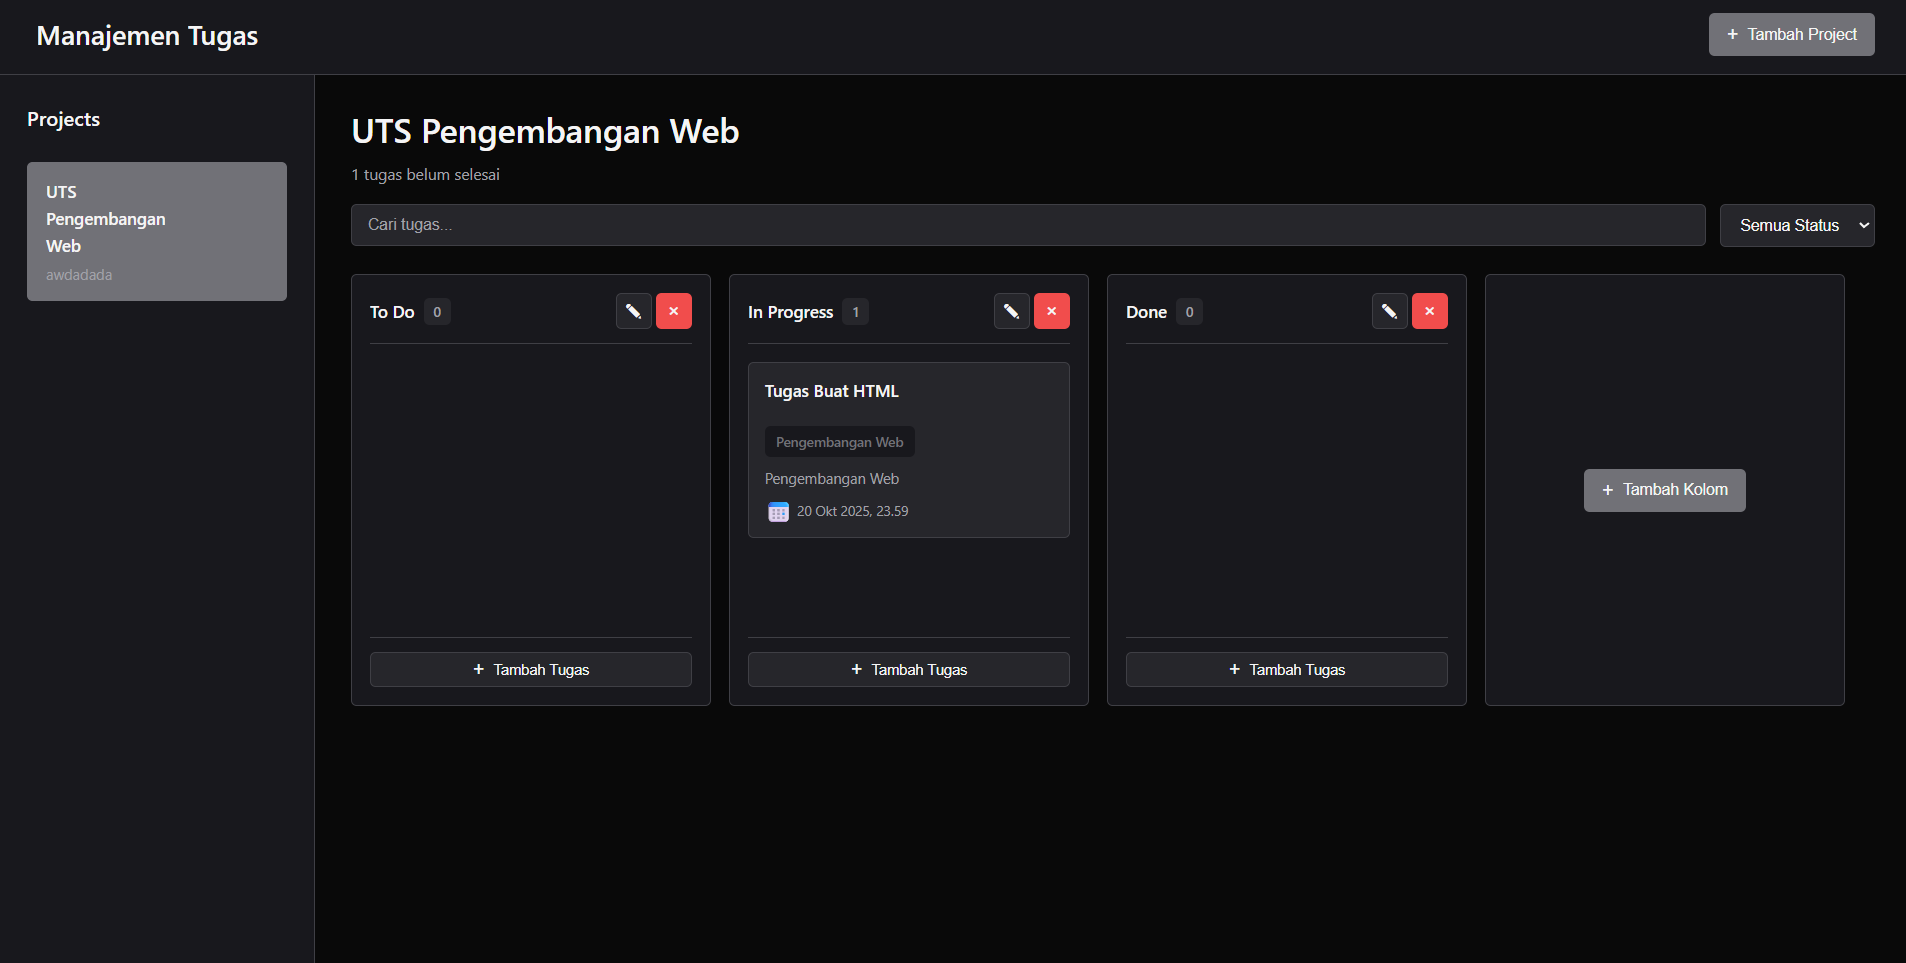 Manajemen Tugas
+ Tambah Project
Projects
UTS
Pengembangan
Web
awdadada
UTS Pengembangan Web
1 tugas belum selesai
Cari tugas...
Semua Status
To Do 0
×
+ Tambah Tugas
In Progress 1
×
Tugas Buat HTML
Pengembangan Web
Pengembangan Web
20 Okt 2025, 23.59
+ Tambah Tugas
Done 0
×
+ Tambah Tugas
+ Tambah Kolom